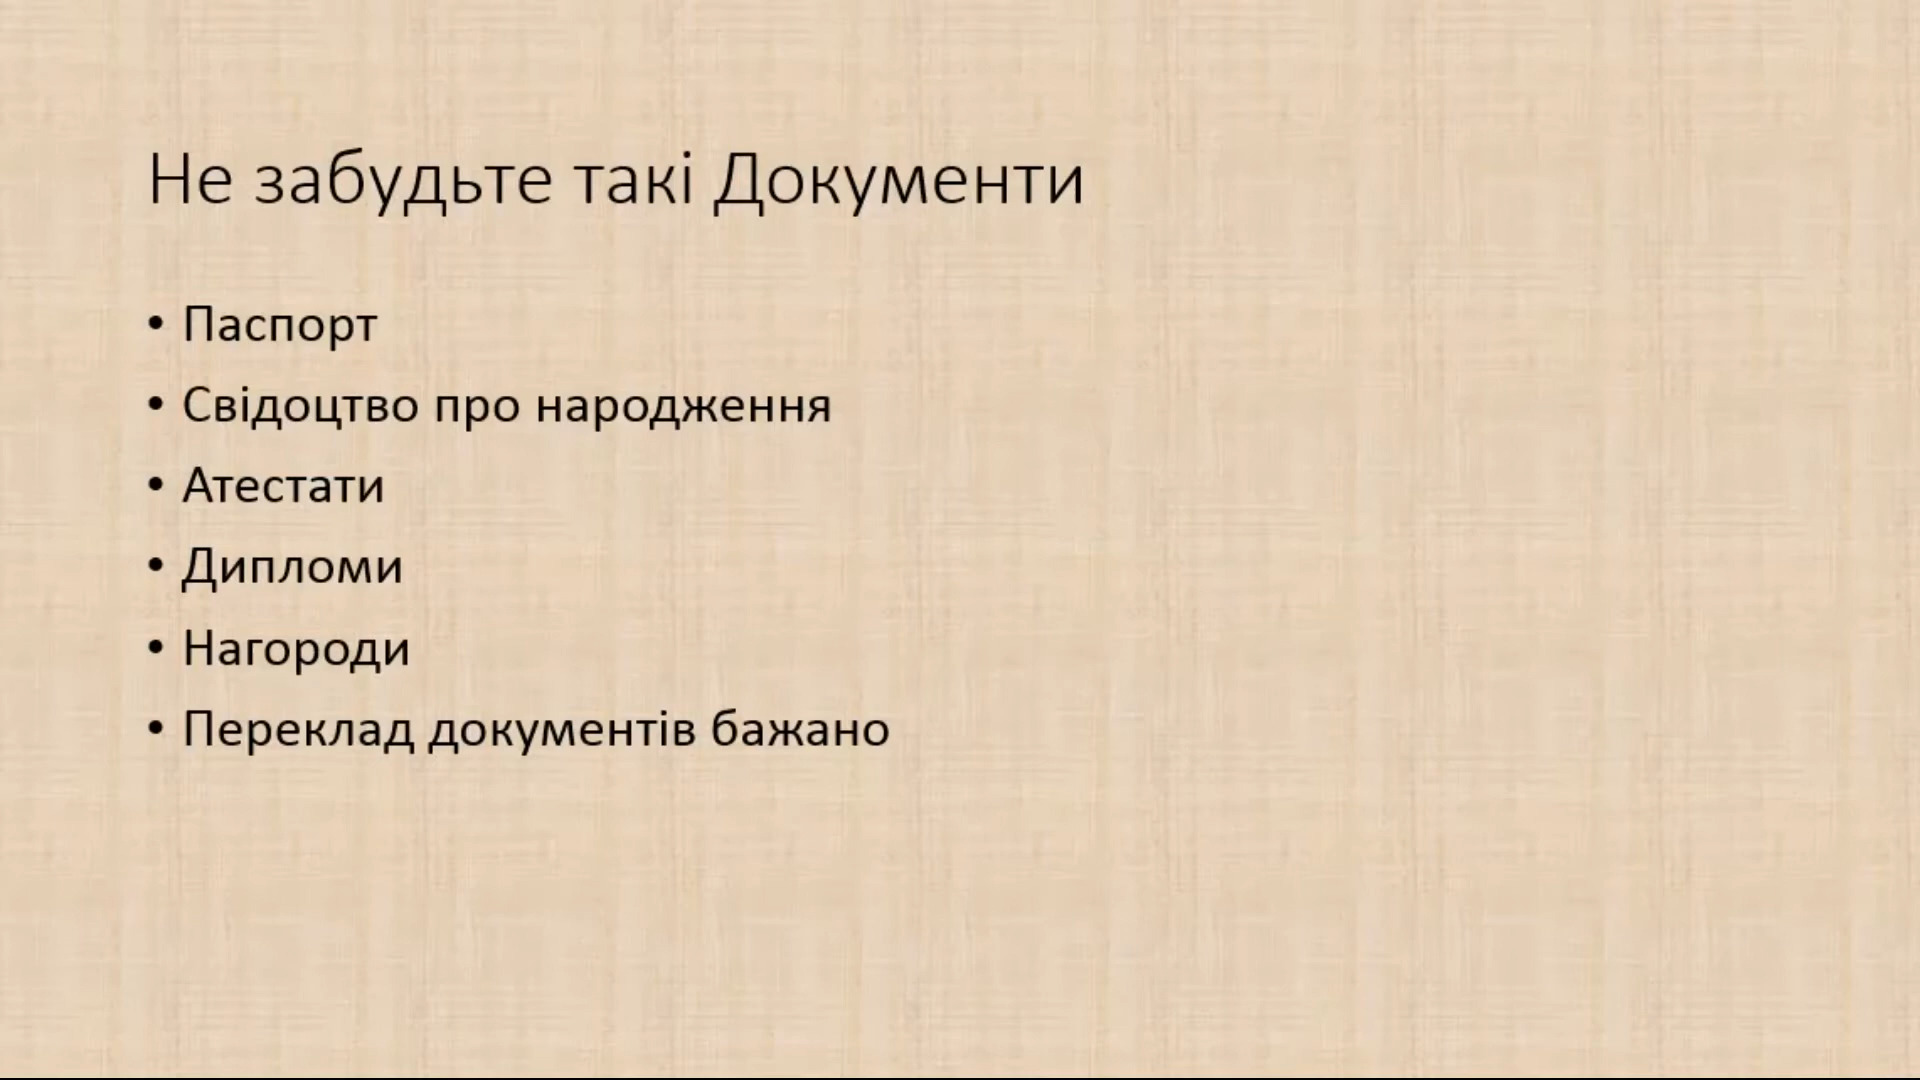 Не забудьте такі Документи
• Паспорт
• Свідоцтво про народження
• Атестати
• Дипломи
• Нагороди
• Переклад документів бажано